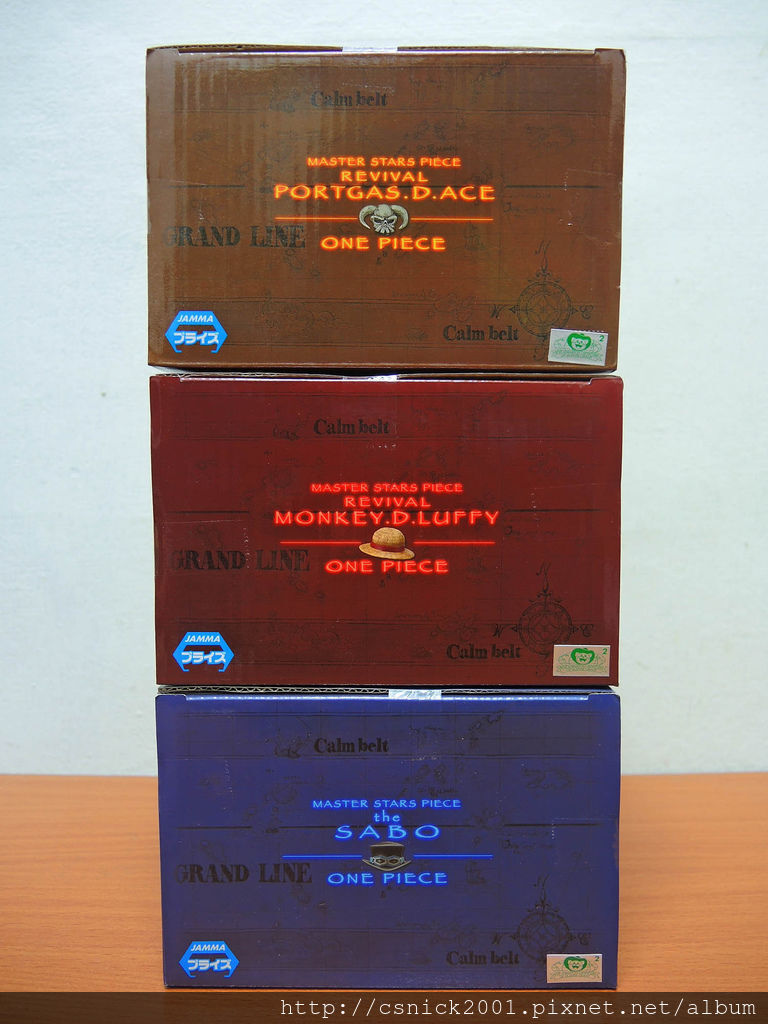 Calm belt
MASTER STARS PIECE
REVIVAL
PORTGAS.D.ACE
GRAND LINE
ONE PIECE
Calm belt
JAMMA
プライズ
2
Calm belt
MASTER STARS PIECE
REVIVAL
MONKEY.D.LUFFY
GRAND LINE
ONE PIECE
Calm belt
JAMMA
プライズ
2
Calm belt
MASTER STARS PIECE
the
SABO
GRAND LINE
ONE PIECE
Calm belt
JAMMA
プライズ
2
http://csnick2001.pixnet.net/album